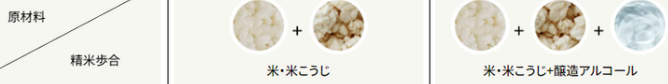 原材料
精米歩合
+
+ +
米・米こうじ
米・米こうじ+醸造アルコール